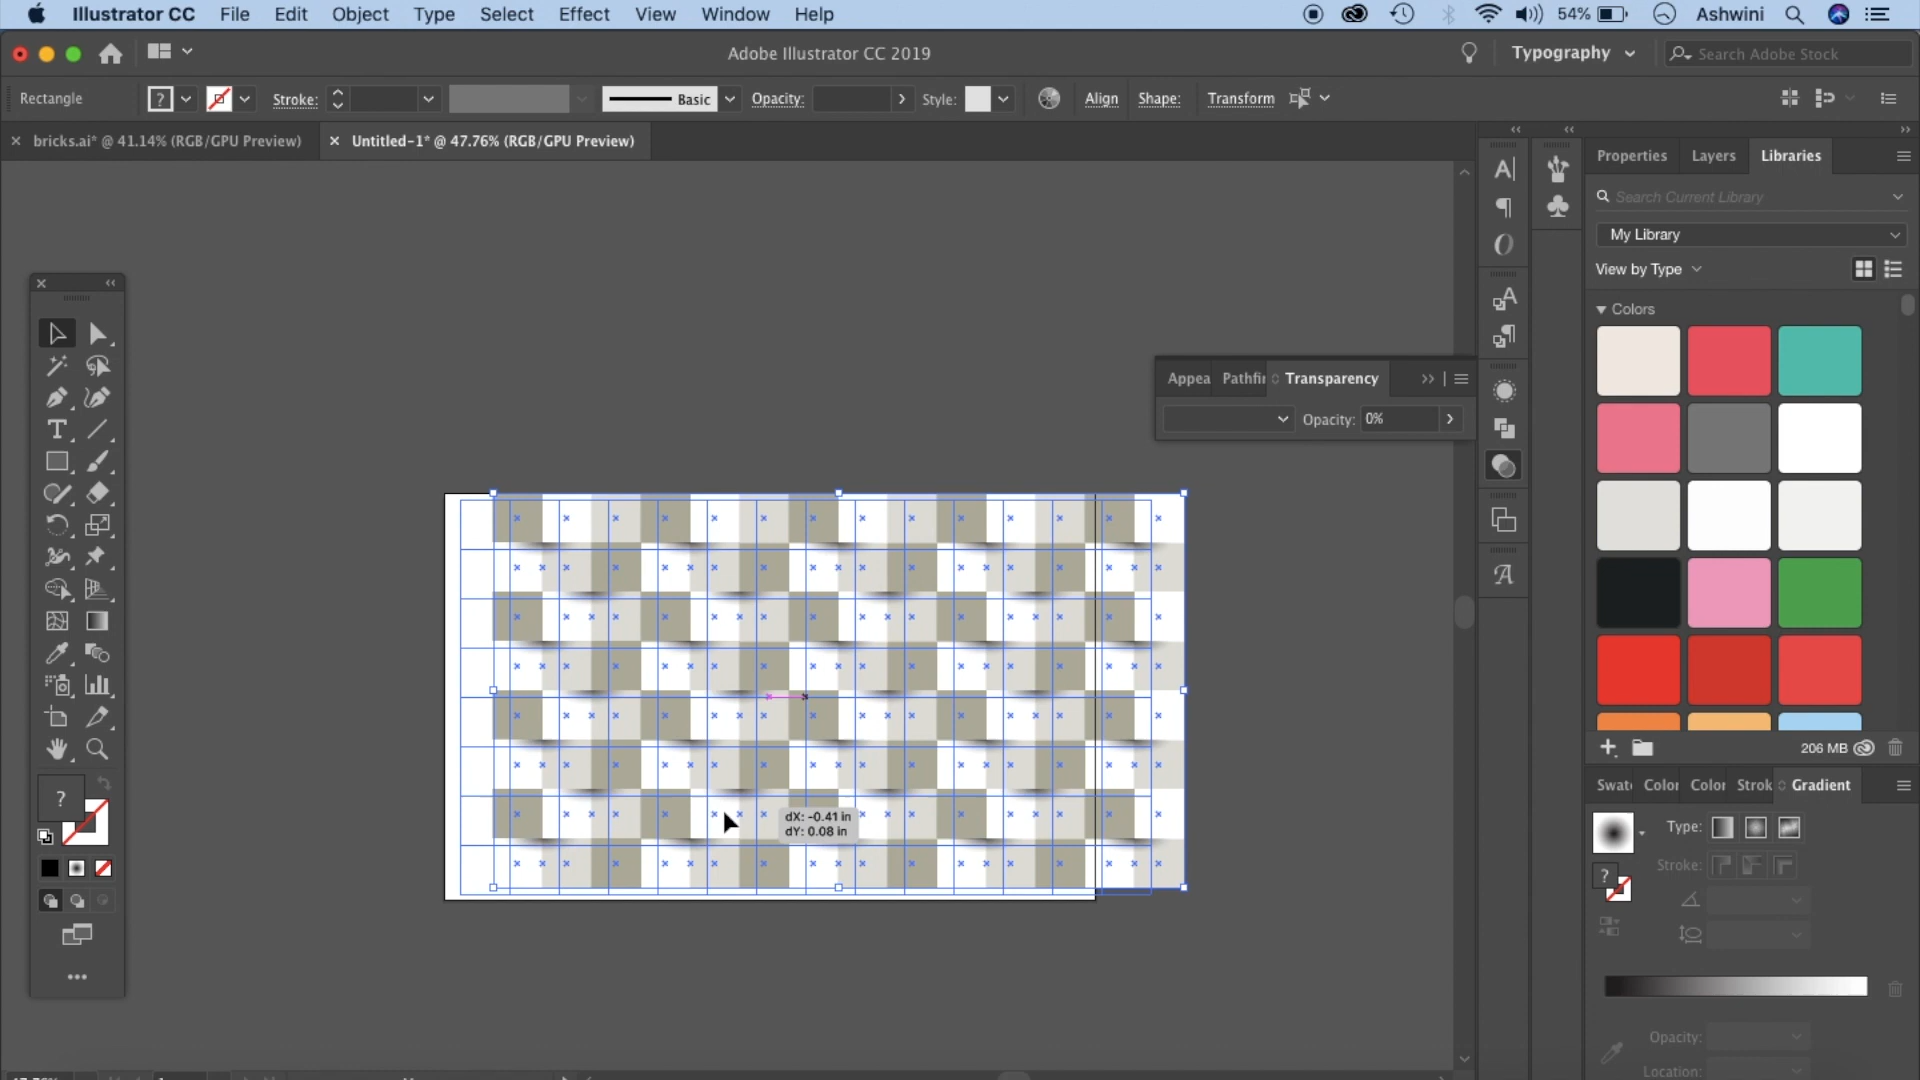 Illustrator CC File Edit Object Type Select Effect View Window Help 54% Ashwini
Adobe Illustrator CC 2019 Typography Search Adobe Stock
Rectangle ? Stroke: Basic Opacity: Style: Align Shape: Transform
bricks.ai* @ 41.14% (RGB/GPU Preview) Untitled-1* @ 47.76% (RGB/GPU Preview)
Properties Layers Libraries
Search Current Library
My Library
View by Type
Colors
Appea Pathfi Transparency
Opacity: 0%
206 MB
Swat Color Color Strok Gradient
dX: -0.41 in
dY: 0.08 in
Type:
Stroke:
?
?
Opacity:
Location: